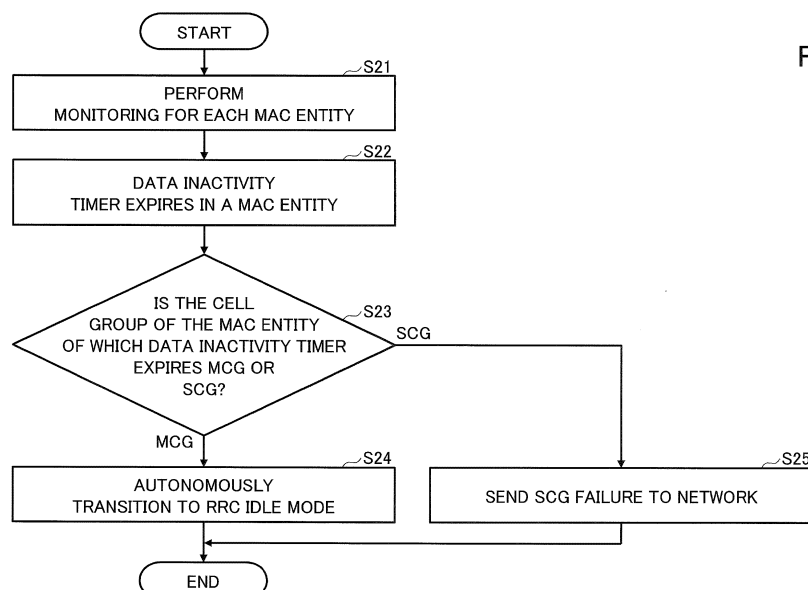 F
START
S21
PERFORM
MONITORING FOR EACH MAC ENTITY
S22
DATA INACTIVITY
TIMER EXPIRES IN A MAC ENTITY
S23
IS THE CELL
GROUP OF THE MAC ENTITY
OF WHICH DATA INACTIVITY TIMER
EXPIRES MCG OR
SCG?
SCG
MCG
S24
AUTONOMOUSLY
TRANSITION TO RRC IDLE MODE
S25
SEND SCG FAILURE TO NETWORK
END